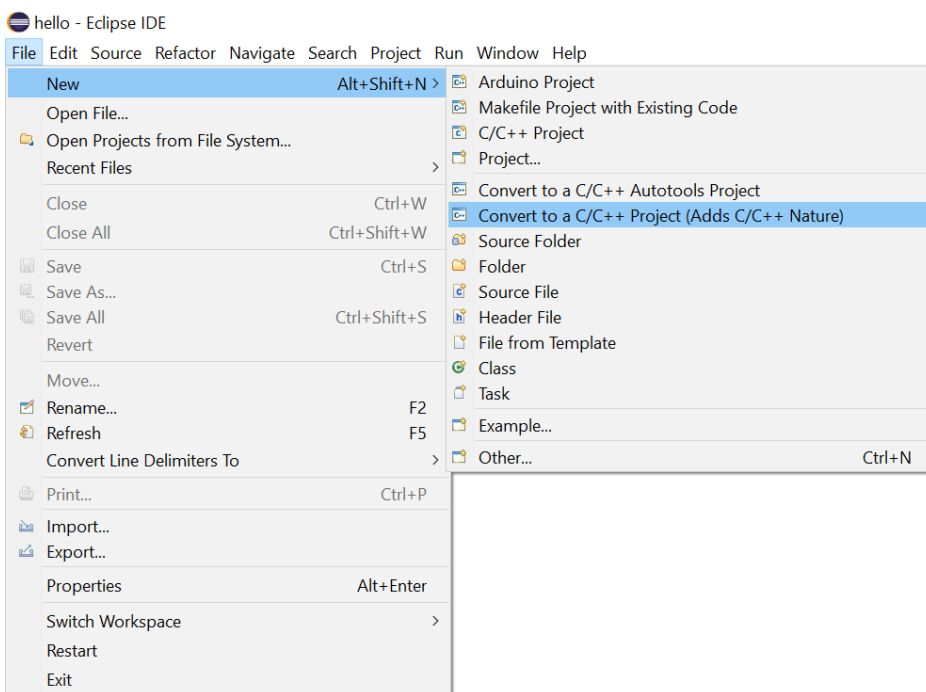 hello - Eclipse IDE
File Edit Source Refactor Navigate Search Project Run Window Help
New Alt+Shift+N >
Open File...
Open Projects from File System...
Recent Files >
Close Ctrl+W
Close All Ctrl+Shift+W
Save Ctrl+S
Save As...
Save All Ctrl+Shift+S
Revert
Move...
Rename... F2
Refresh F5
Convert Line Delimiters To >
Print... Ctrl+P
Import...
Export...
Properties Alt+Enter
Switch Workspace >
Restart
Exit
Arduino Project
Makefile Project with Existing Code
C/C++ Project
Project...
Convert to a C/C++ Autotools Project
Convert to a C/C++ Project (Adds C/C++ Nature)
Source Folder
Folder
Source File
Header File
File from Template
Class
Task
Example...
Other... Ctrl+N